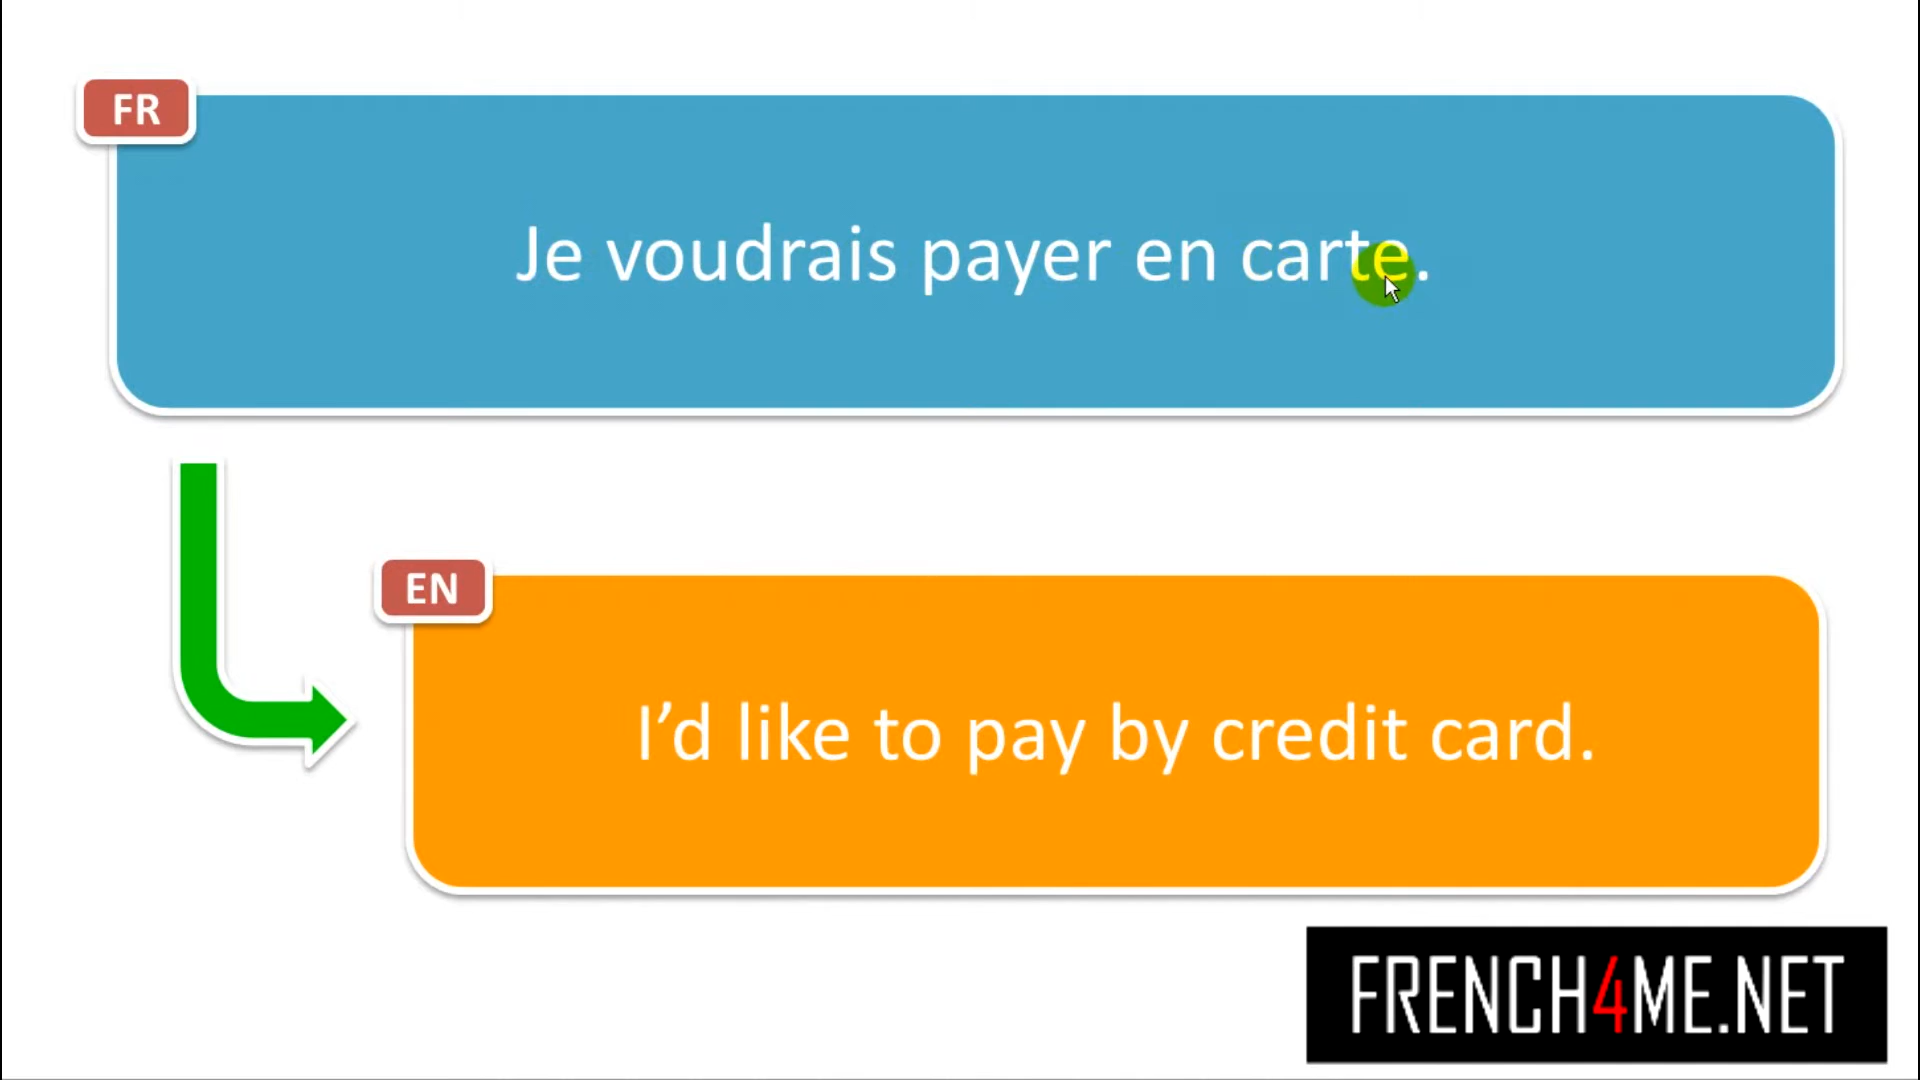 FR
Je voudrais payer en carte.
EN
I’d like to pay by credit card.
FRENCH4ME.NET